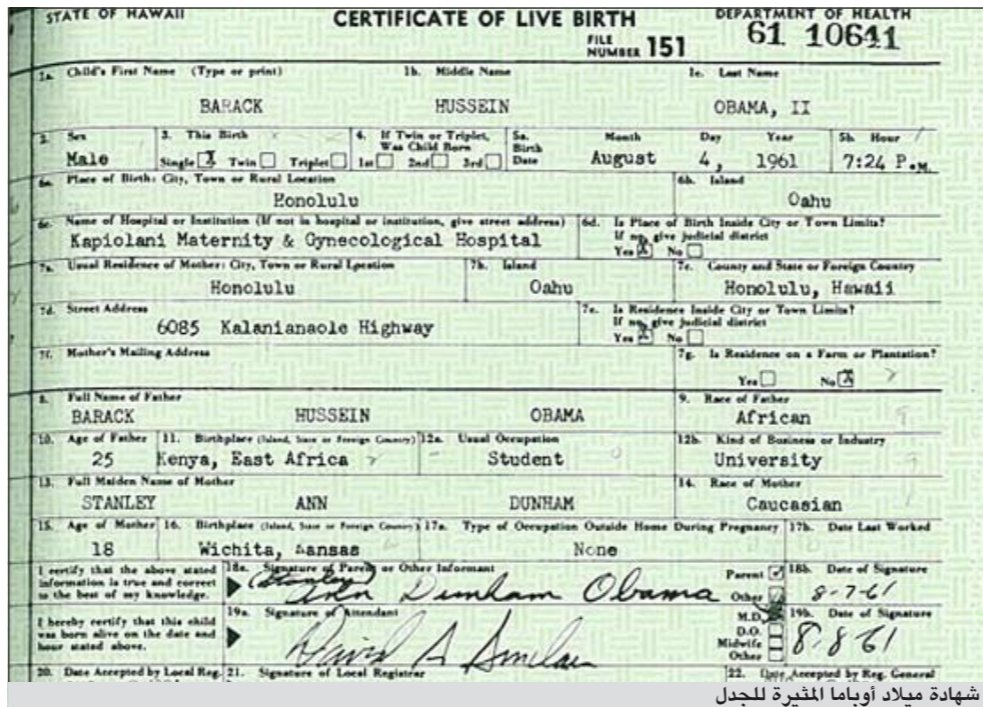 STATE OF HAWAII CERTIFICATE OF LIVE BIRTH DEPARTMENT OF HEALTH
FILE NUMBER 151 61 10641
1a. Child's First Name (Type or print) 1b. Middle Name 1c. Last Name
BARACK HUSSEIN OBAMA, II
2. Sex 3. This Birth 4. If Twin or Triplet, Was Child Born 5a. Birth Date Month Day Year 5b. Hour
Male Single X Twin Triplet 1st 2nd 3rd August 4, 1961 7:24 P.M.
6a. Place of Birth: City, Town or Rural Location 6b. Island
Honolulu Oahu
6c. Name of Hospital or Institution (If not in hospital or institution, give street address) 6d. Is Place of Birth Inside City or Town Limits? If no, give judicial district
Kapiolani Maternity & Gynecological Hospital Yes X No
7a. Usual Residence of Mother: City, Town or Rural Location 7b. Island 7c. County and State or Foreign Country
Honolulu Oahu Honolulu, Hawaii
7d. Street Address 7e. Is Residence Inside City or Town Limits? If no, give judicial district
6085 Kalanianaole Highway Yes X No
7f. Mother's Mailing Address 7g. Is Residence on a Farm or Plantation?
Yes No X
8. Full Name of Father 9. Race of Father
BARACK HUSSEIN OBAMA African
10. Age of Father 11. Birthplace (Island, State or Foreign Country) 12a. Usual Occupation 12b. Kind of Business or Industry
25 Kenya, East Africa Student University
13. Full Maiden Name of Mother 14. Race of Mother
STANLEY ANN DUNHAM Caucasian
15. Age of Mother 16. Birthplace (Island, State or Foreign Country) 17a. Type of Occupation Outside Home During Pregnancy 17b. Date Last Worked
18 Wichita, Kansas None
I certify that the above stated information is true and correct to the best of my knowledge. 18a. Signature of Parent or Other Informant Parent Other 18b. Date of Signature
(Stanley) Ann Dunham Obama 8-7-61
I hereby certify that this child was born alive on the date and hour stated above. 19a. Signature of Attendant M.D. D.O. Midwife Other 19b. Date of Signature
David A Sinclair 8-8-61
20. Date Accepted by Local Reg. 21. Signature of Local Registrar 22. Date Accepted by Reg. General
شهادة ميلاد أوباما المثيرة للجدل